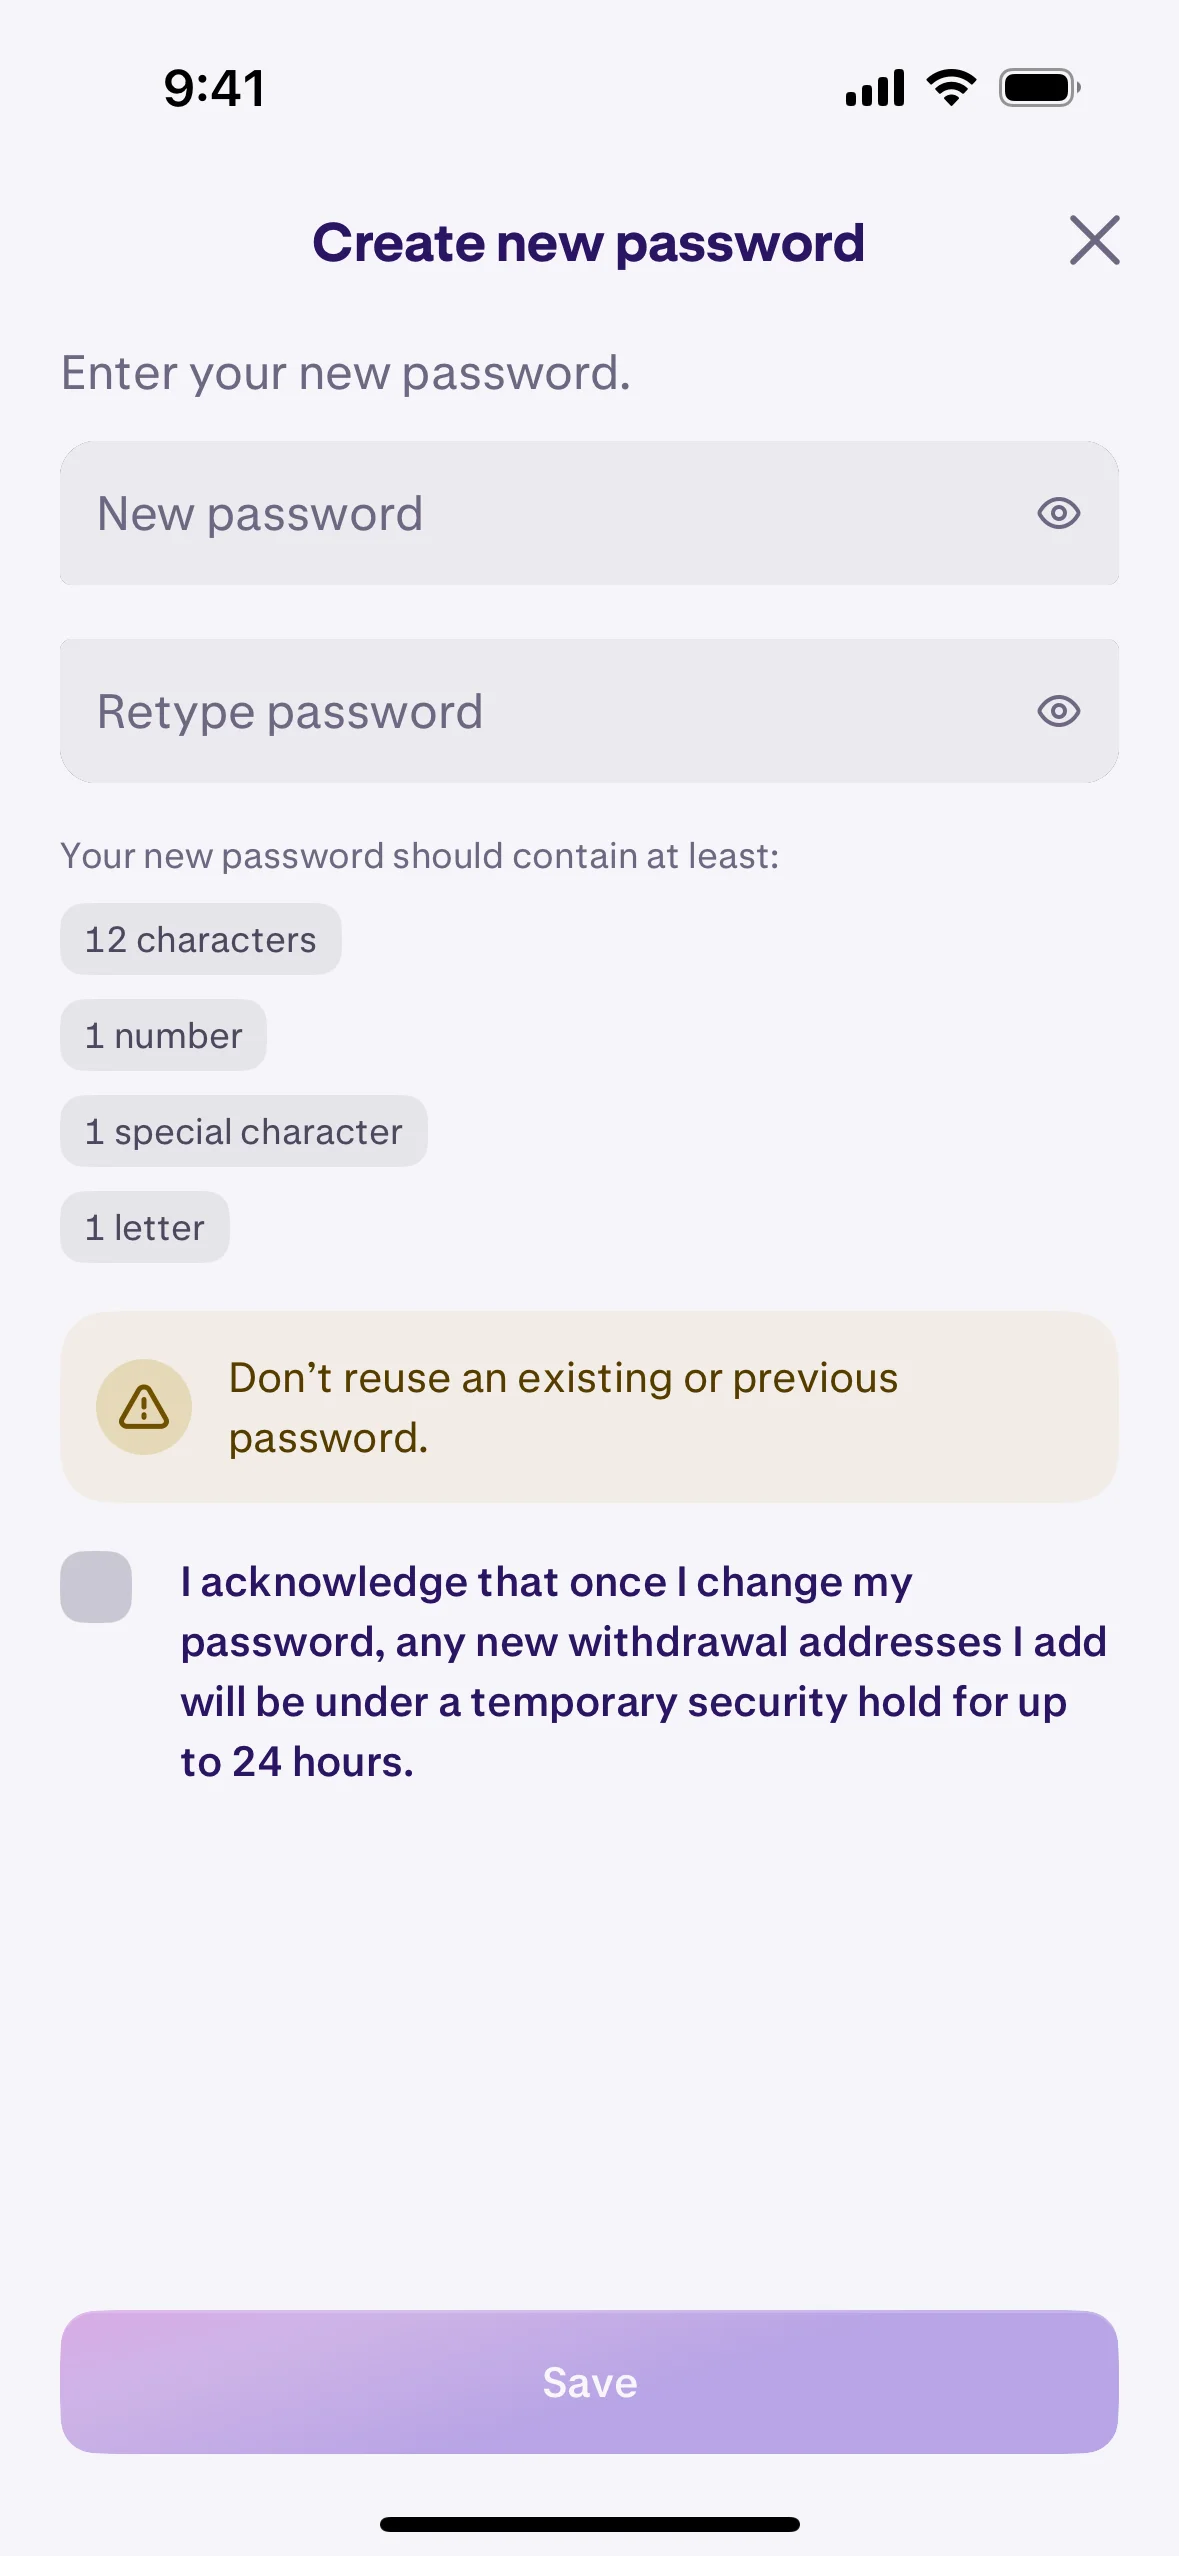 9:41
Create new password
Enter your new password.
New password
Retype password
Your new password should contain at least:
12 characters
1 number
1 special character
1 letter
Don’t reuse an existing or previous
password.
I acknowledge that once I change my
password, any new withdrawal addresses I add
will be under a temporary security hold for up
to 24 hours.
Save